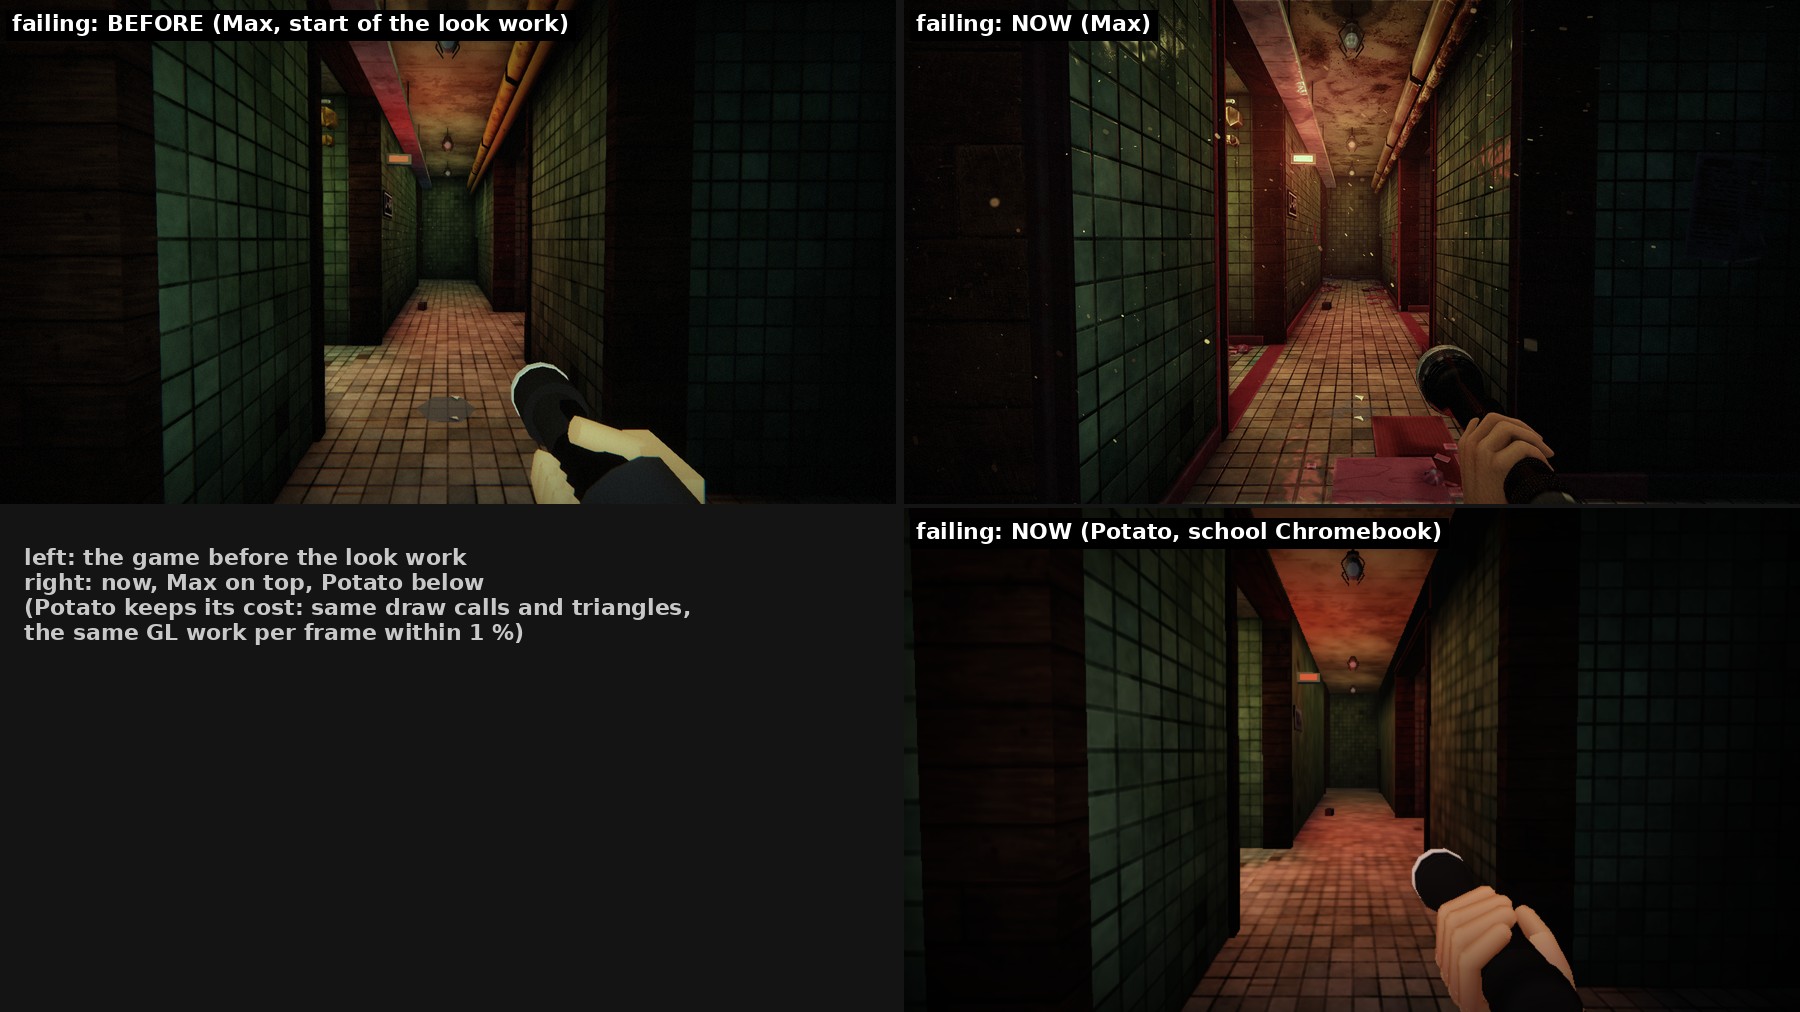 failing: BEFORE (Max, start of the look work)
failing: NOW (Max)
left: the game before the look work
right: now, Max on top, Potato below
(Potato keeps its cost: same draw calls and triangles,
the same GL work per frame within 1 %)
failing: NOW (Potato, school Chromebook)